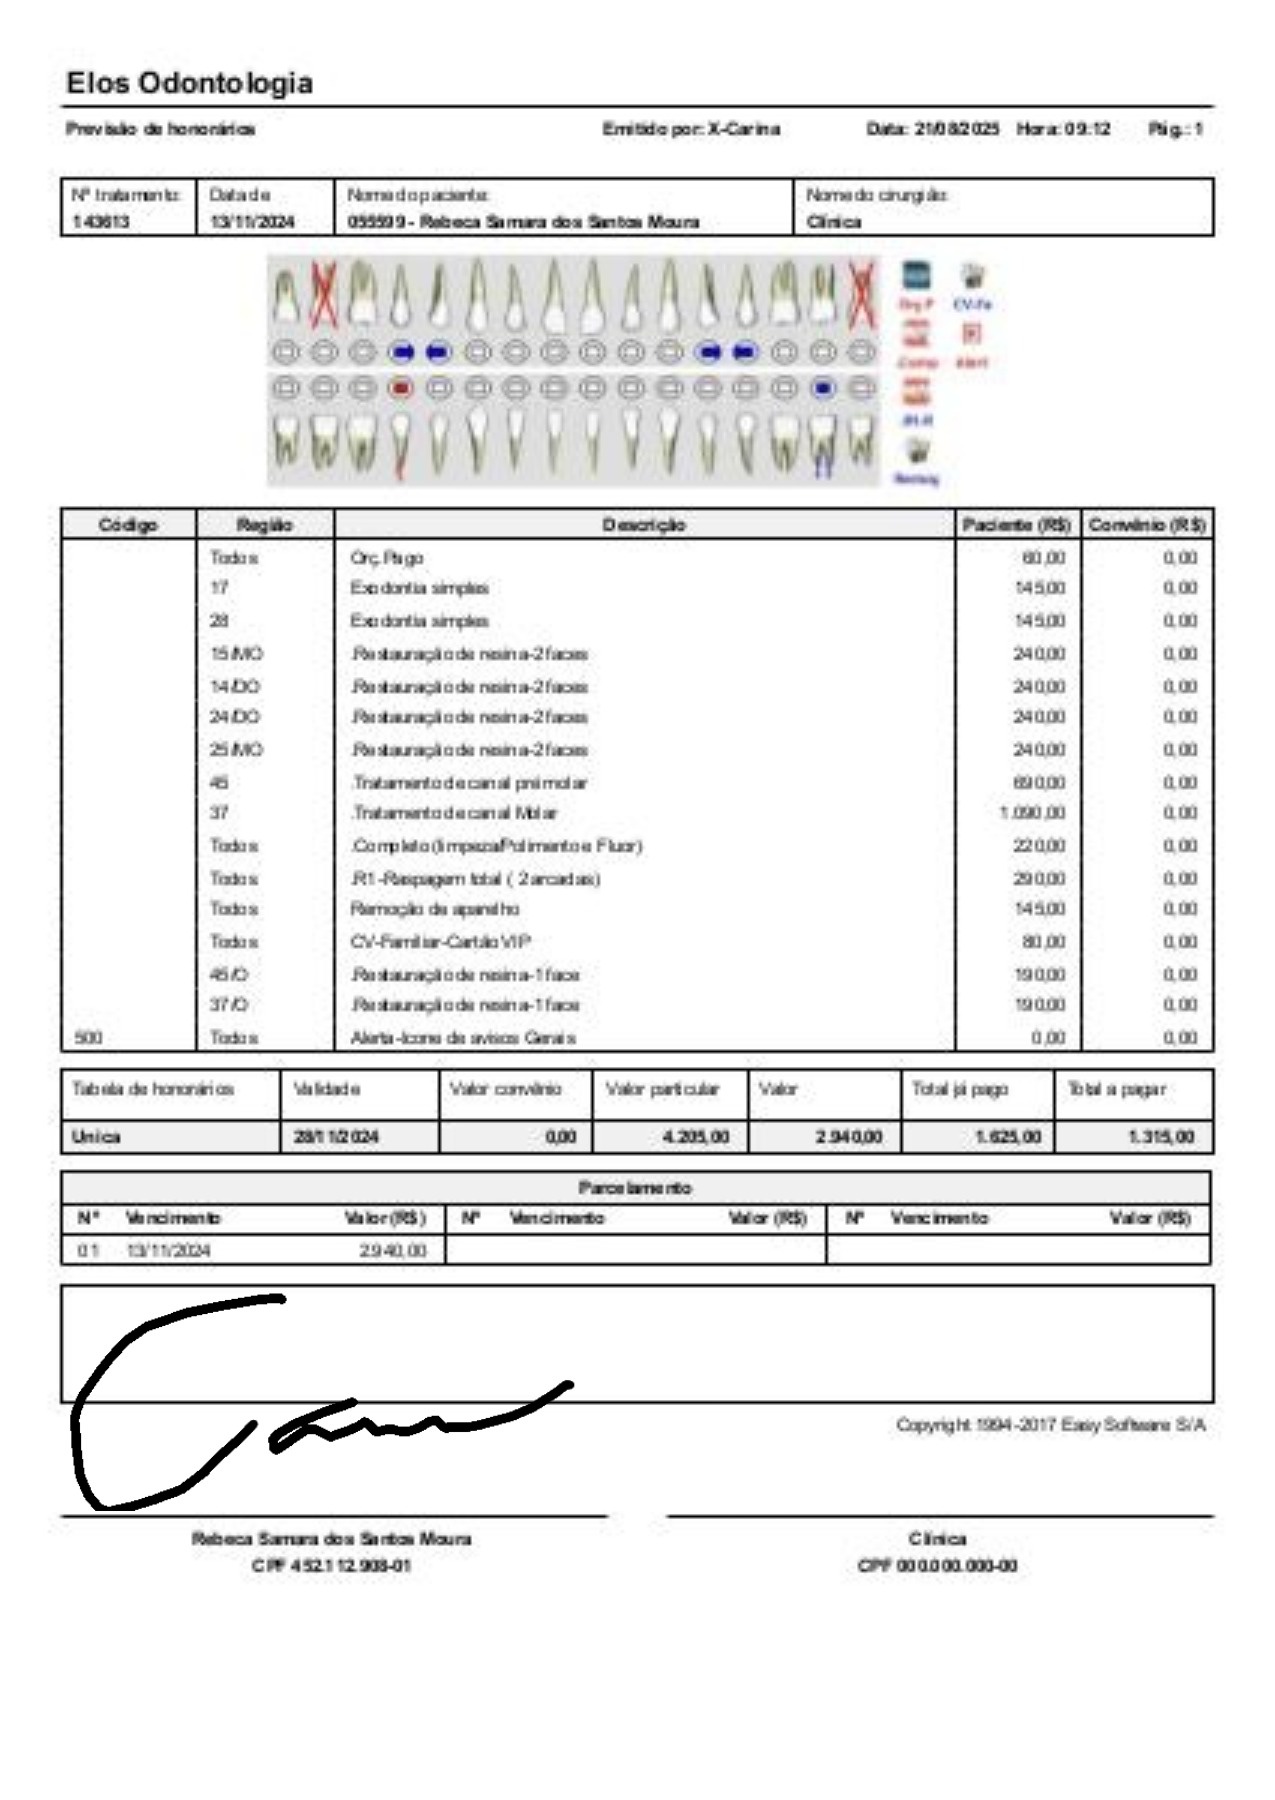 Elos Odontologia
Previsão de honorários Emitido por: X-Carina Data: 21/08/2025 Hora: 09:12 Pág.: 1
Nº tratamento: Data de Nome do paciente: Nome do cirurgião:
143613 13/11/2024 055599 - Rebeca Samara dos Santos Moura Clínica
Orç.P CV-Fa
Comp Alert
.R1-R
Remoç
Código Região Descrição Paciente (R$) Convênio (R$)
Todos Orç.Pago 60,00 0,00
17 Exodontia simples 145,00 0,00
28 Exodontia simples 145,00 0,00
15/MO .Restauração de resina-2 faces 240,00 0,00
14/DO .Restauração de resina-2 faces 240,00 0,00
24/DO .Restauração de resina-2 faces 240,00 0,00
25/MO .Restauração de resina-2 faces 240,00 0,00
45 .Tratamento de canal prémolar 690,00 0,00
37 .Tratamento de canal Molar 1.090,00 0,00
Todos .Completo (limpeza/Polimento e Fluor) 220,00 0,00
Todos .R1-Raspagem total ( 2 arcadas) 290,00 0,00
Todos Remoção de aparelho 145,00 0,00
Todos CV-Familiar-Cartão VIP 80,00 0,00
45/O .Restauração de resina-1 face 190,00 0,00
37/O .Restauração de resina-1 face 190,00 0,00
500 Todos Alerta-Icone de avisos Gerais 0,00 0,00
Tabela de honorários Validade Valor convênio Valor particular Valor Total já pago Total a pagar
Unica 28/11/2024 0,00 4.205,00 2.940,00 1.625,00 1.315,00
Parcelamento
Nº Vencimento Valor (R$) Nº Vencimento Valor (R$) Nº Vencimento Valor (R$)
01 13/11/2024 2.940,00
Copyright 1994-2017 Easy Software S/A
Rebeca Samara dos Santos Moura Clínica
CPF 452.112.908-01 CPF 000.000.000-00